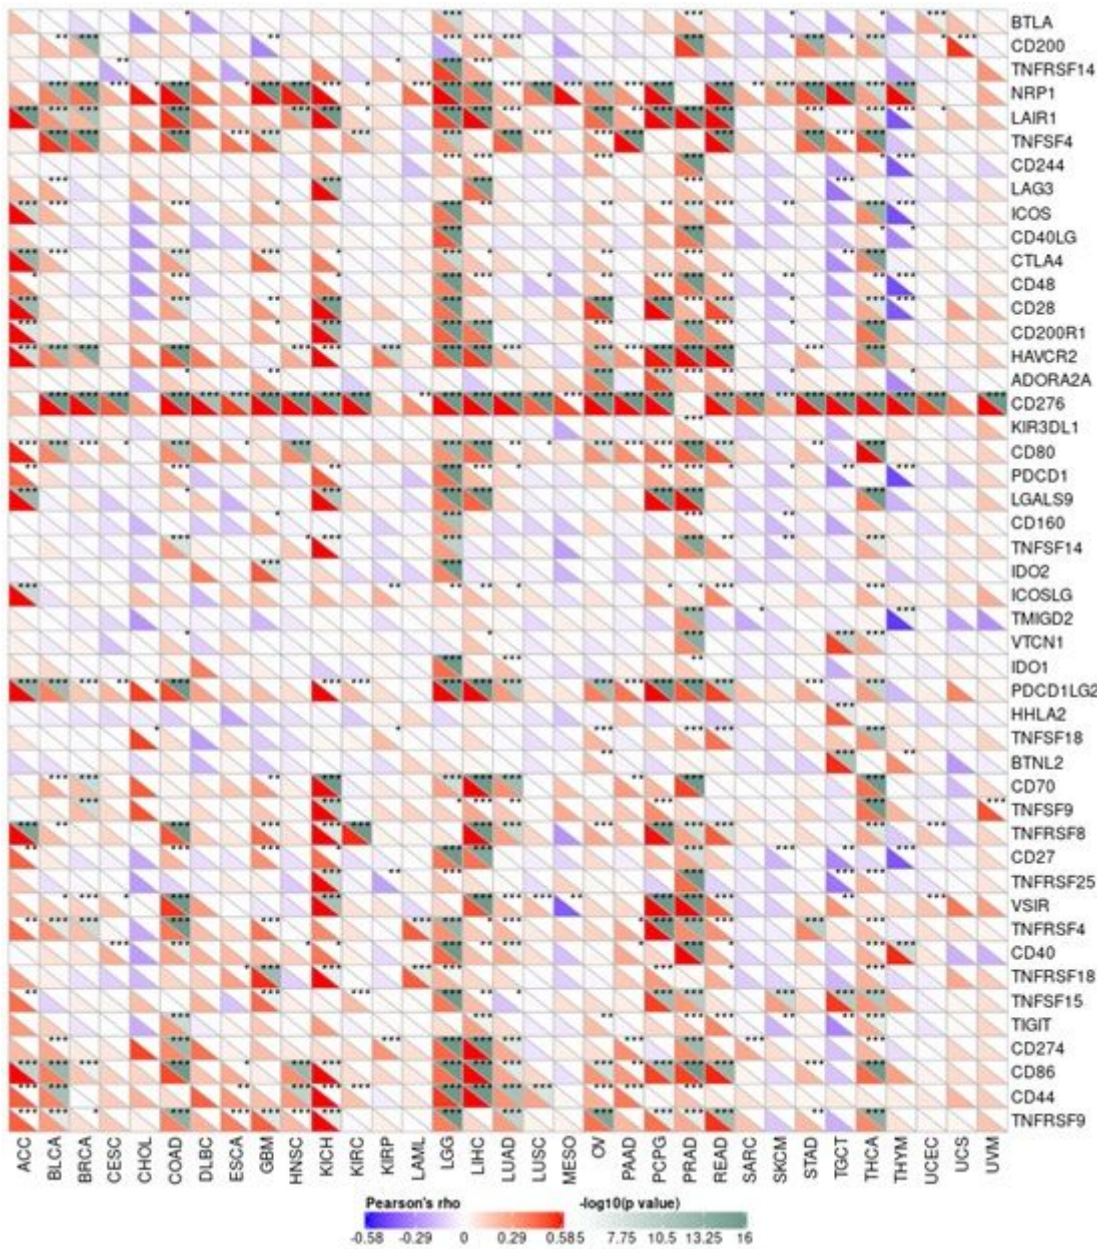 BTLA
CD200
TNFRSF14
NRP1
LAIR1
TNFSF4
CD244
LAG3
ICOS
CD40LG
CTLA4
CD48
CD28
CD200R1
HAVCR2
ADORA2A
CD276
KIR3DL1
CD80
PDCD1
LGALS9
CD160
TNFSF14
IDO2
ICOSLG
TMIGD2
VTCN1
IDO1
PDCD1LG2
HHLA2
TNFSF18
BTNL2
CD70
TNFSF9
TNFRSF8
CD27
TNFRSF25
VSIR
TNFRSF4
CD40
TNFRSF18
TNFSF15
TIGIT
CD274
CD86
CD44
TNFRSF9
ACC BLCA BRCA CESC CHOL COAD DLBC ESCA GBM HNSC KICH KIRC KIRP LAML LGG LIHC LUAD LUSC MESO OV PAAD PCPG PRAD READ SARC SKCM STAD TGCT THCA THYM UCEC UCS UVM
Pearson's rho -log10(p value)
-0.58 -0.29 0 0.29 0.585 7.75 10.5 13.25 16